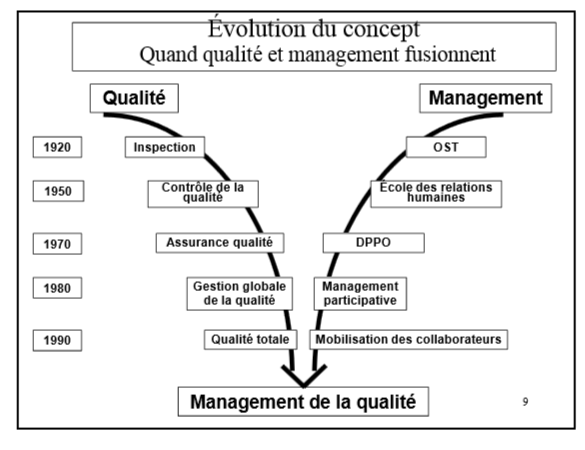 Évolution du concept
Quand qualité et management fusionnent
Qualité
Management
1920
Inspection
OST
1950
Contrôle de la
qualité
École des relations
humaines
1970
Assurance qualité
DPPO
1980
Gestion globale
de la qualité
Management
participative
1990
Qualité totale
Mobilisation des collaborateurs
Management de la qualité
9